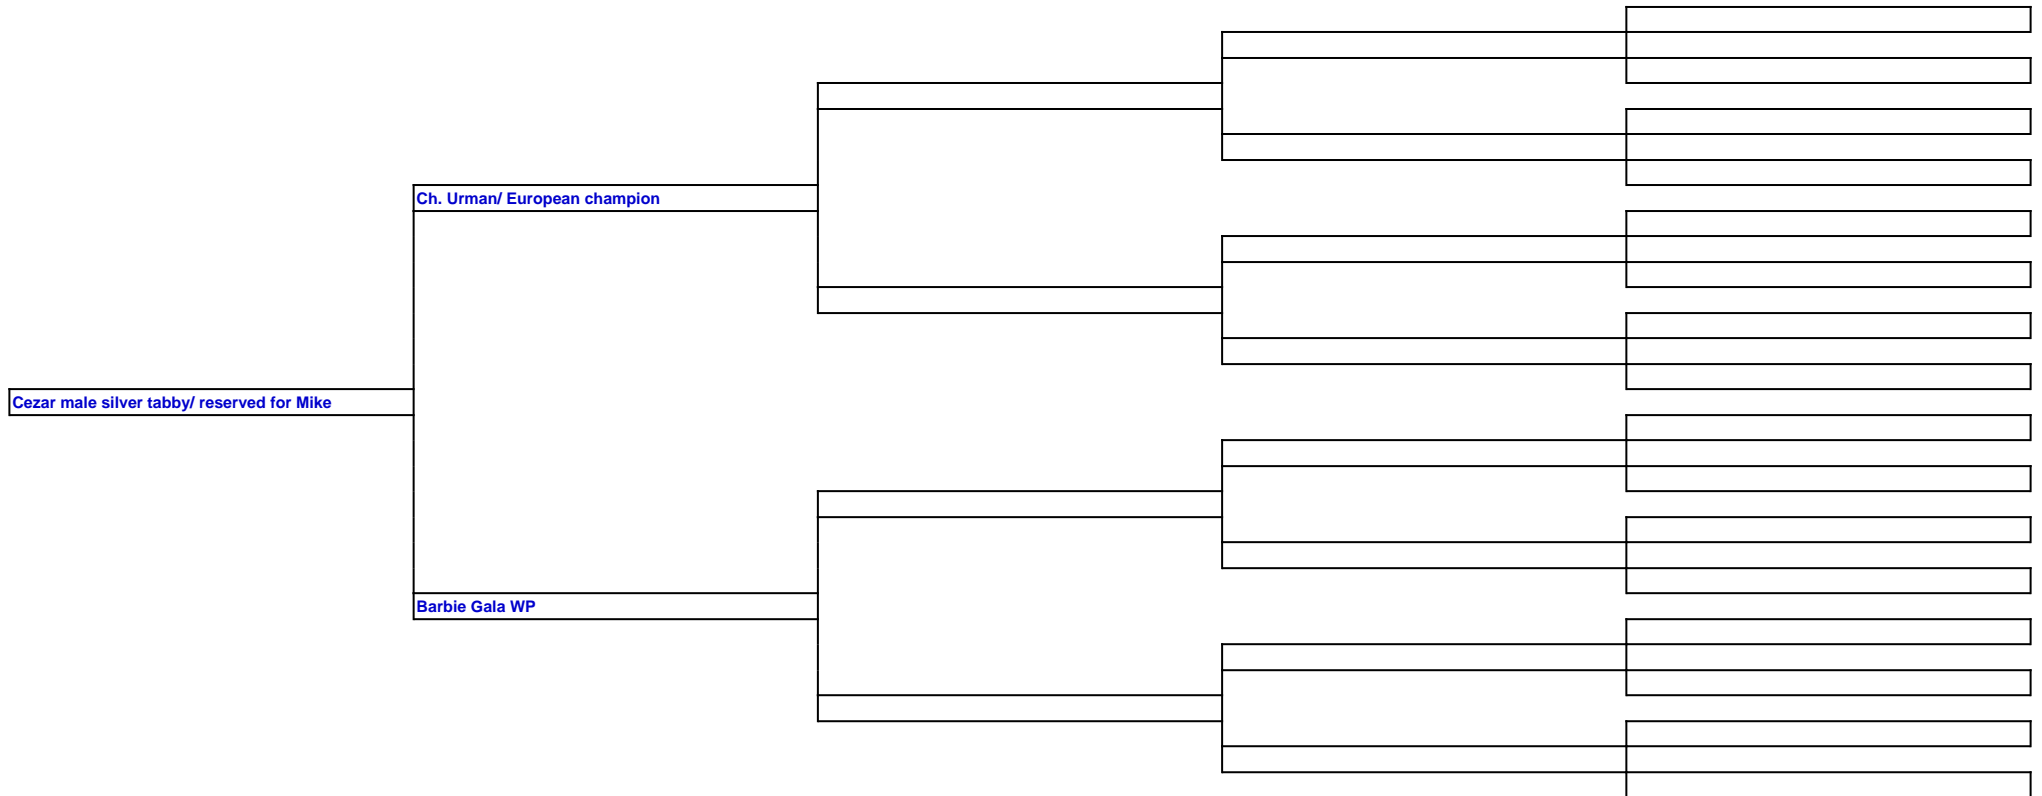 Ch. Urman/ European champion
Cezar male silver tabby/ reserved for Mike
Barbie Gala WP